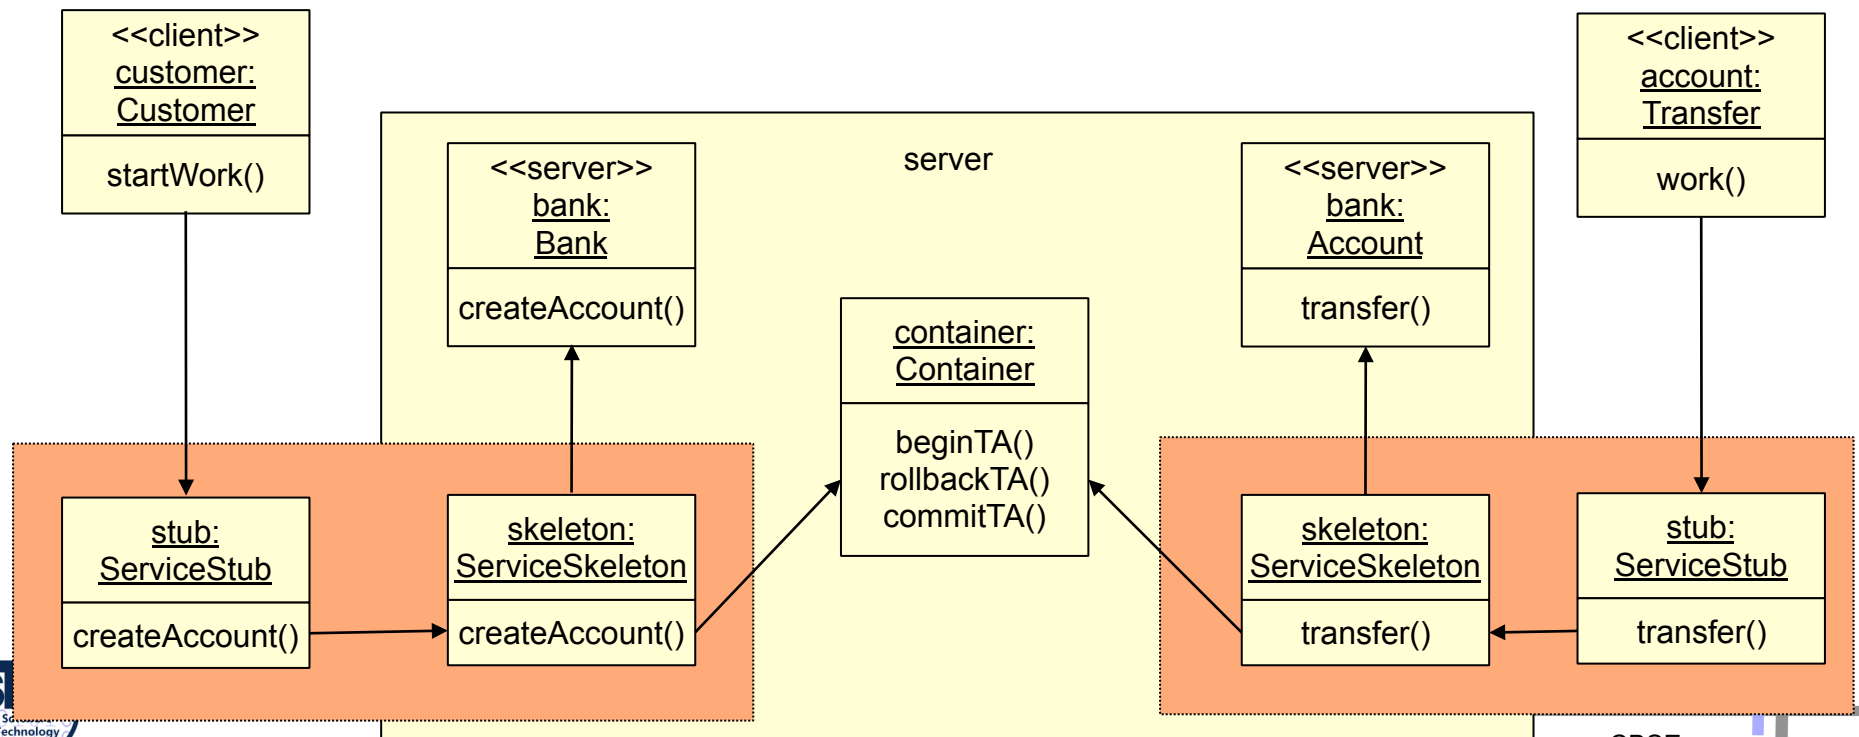 <<client>>
customer:
Customer
startWork()
<<server>>
bank:
Bank
createAccount()
server
container:
Container
beginTA()
rollbackTA()
commitTA()
<<server>>
bank:
Account
transfer()
<<client>>
account:
Transfer
work()
stub:
ServiceStub
createAccount()
skeleton:
ServiceSkeleton
createAccount()
skeleton:
ServiceSkeleton
transfer()
stub:
ServiceStub
transfer()